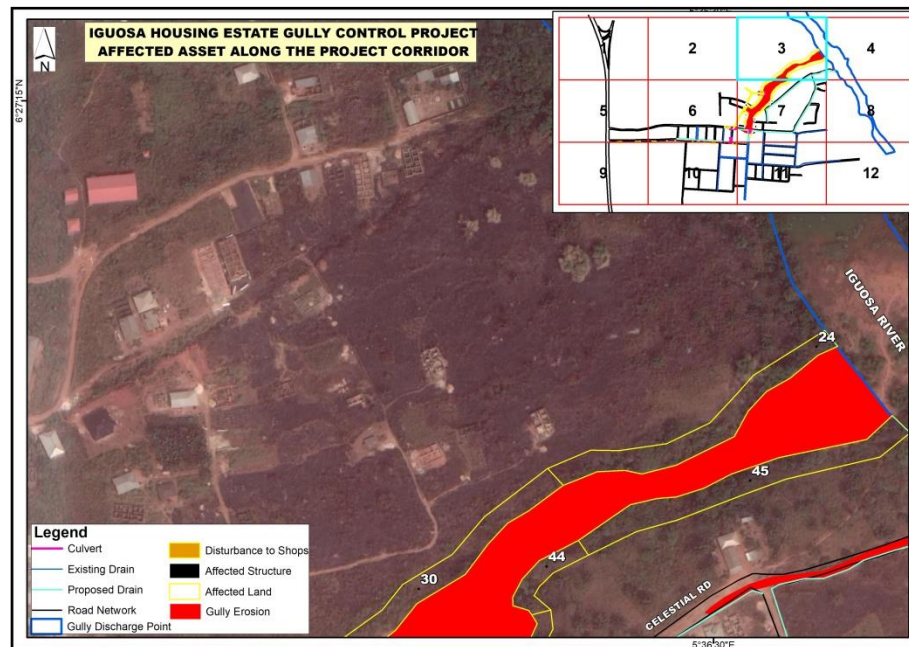 IGUOSA HOUSING ESTATE GULLY CONTROL PROJECT
AFFECTED ASSET ALONG THE PROJECT CORRIDOR
N
6°27'15"N
2
3
4
5
6
7
8
9
10
11
12
IGUOSA RIVER
24
45
44
30
CELESTIAL RD
Legend
Culvert
Existing Drain
Proposed Drain
Road Network
Gully Discharge Point
Disturbance to Shops
Affected Structure
Affected Land
Gully Erosion
5°36'30"E